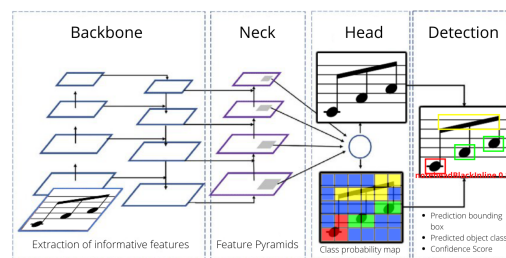 Backbone
Neck
Head
Detection
Extraction of informative features
Feature Pyramids
Class probability map
• Prediction bounding
box
• Predicted object class
• Confidence Score